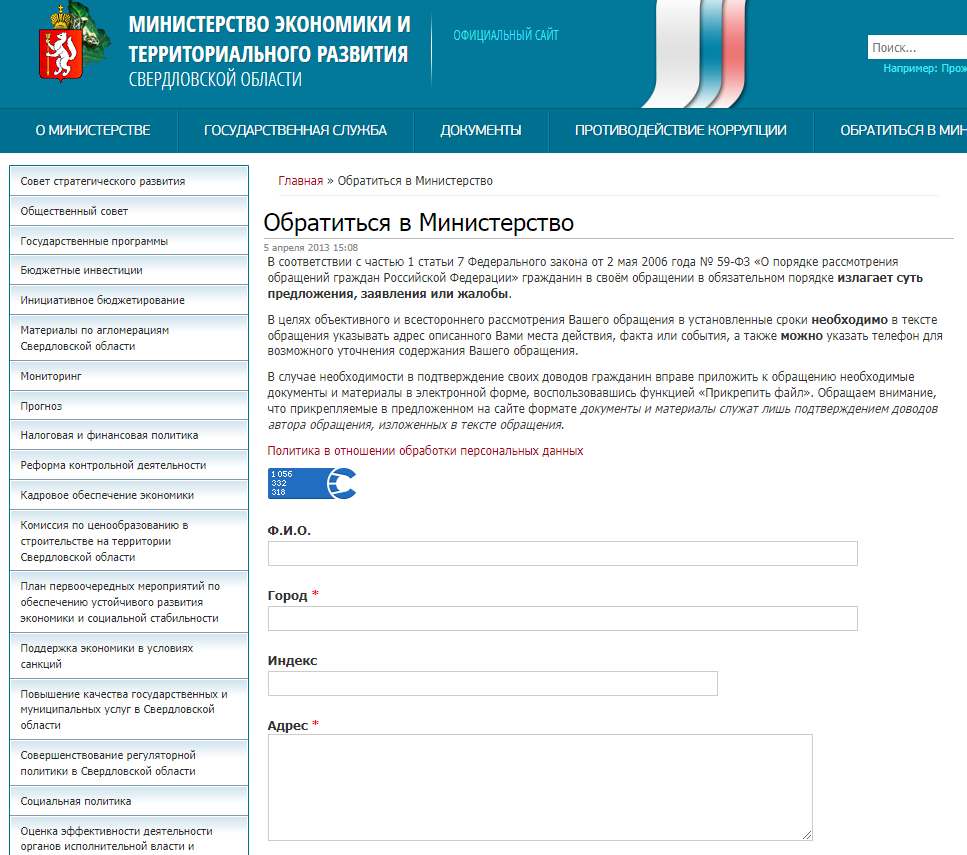 МИНИСТЕРСТВО ЭКОНОМИКИ И
ТЕРРИТОРИАЛЬНОГО РАЗВИТИЯ
СВЕРДЛОВСКОЙ ОБЛАСТИ
ОФИЦИАЛЬНЫЙ САЙТ
Поиск...
Например: Прож
О МИНИСТЕРСТВЕ
ГОСУДАРСТВЕННАЯ СЛУЖБА
ДОКУМЕНТЫ
ПРОТИВОДЕЙСТВИЕ КОРРУПЦИИ
ОБРАТИТЬСЯ В МИН
Совет стратегического развития
Общественный совет
Государственные программы
Бюджетные инвестиции
Инициативное бюджетирование
Материалы по агломерациям
Свердловской области
Мониторинг
Прогноз
Налоговая и финансовая политика
Реформа контрольной деятельности
Кадровое обеспечение экономики
Комиссия по ценообразованию в
строительстве на территории
Свердловской области
План первоочередных мероприятий по
обеспечению устойчивого развития
экономики и социальной стабильности
Поддержка экономики в условиях
санкций
Повышение качества государственных и
муниципальных услуг в Свердловской
области
Совершенствование регуляторной
политики в Свердловской области
Социальная политика
Оценка эффективности деятельности
органов исполнительной власти и
Главная » Обратиться в Министерство
Обратиться в Министерство
5 апреля 2013 15:08
В соответствии с частью 1 статьи 7 Федерального закона от 2 мая 2006 года № 59-ФЗ «О порядке рассмотрения
обращений граждан Российской Федерации» гражданин в своём обращении в обязательном порядке излагает суть
предложения, заявления или жалобы.
В целях объективного и всестороннего рассмотрения Вашего обращения в установленные сроки необходимо в тексте
обращения указывать адрес описанного Вами места действия, факта или события, а также можно указать телефон для
возможного уточнения содержания Вашего обращения.
В случае необходимости в подтверждение своих доводов гражданин вправе приложить к обращению необходимые
документы и материалы в электронной форме, воспользовавшись функцией «Прикрепить файл». Обращаем внимание,
что прикрепляемые в предложенном на сайте формате документы и материалы служат лишь подтверждением доводов
автора обращения, изложенных в тексте обращения.
Политика в отношении обработки персональных данных
1 056
332
318
Ф.И.О.
Город *
Индекс
Адрес *